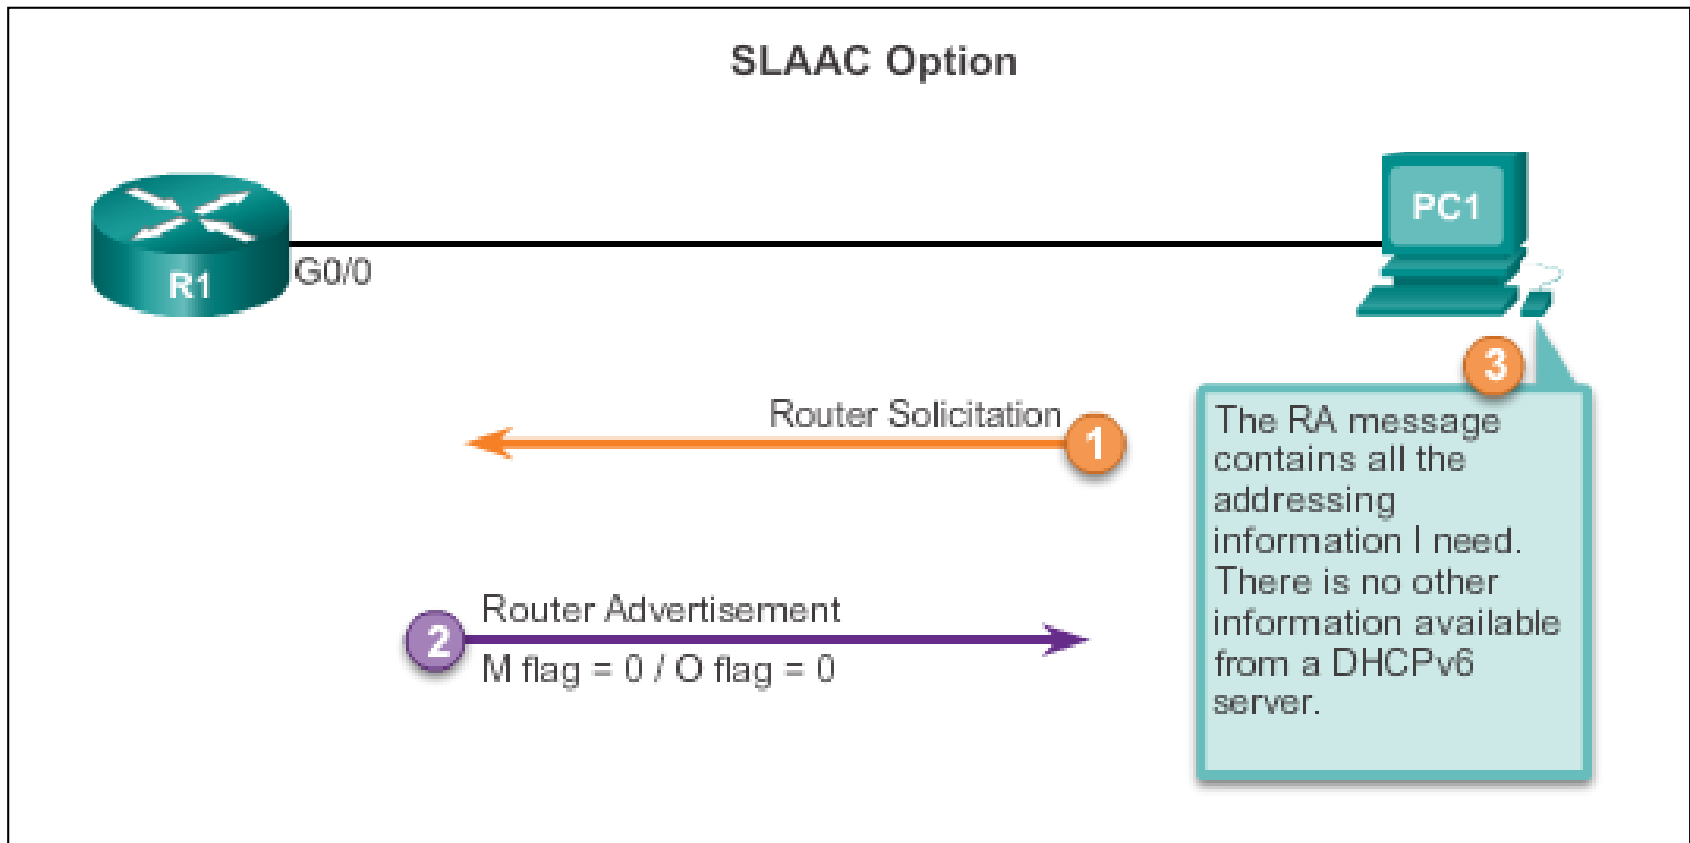 SLAAC Option
R1
G0/0
PC1
Router Solicitation
1
2
Router Advertisement
M flag = 0 / O flag = 0
3
The RA message
contains all the
addressing
information I need.
There is no other
information available
from a DHCPv6
server.